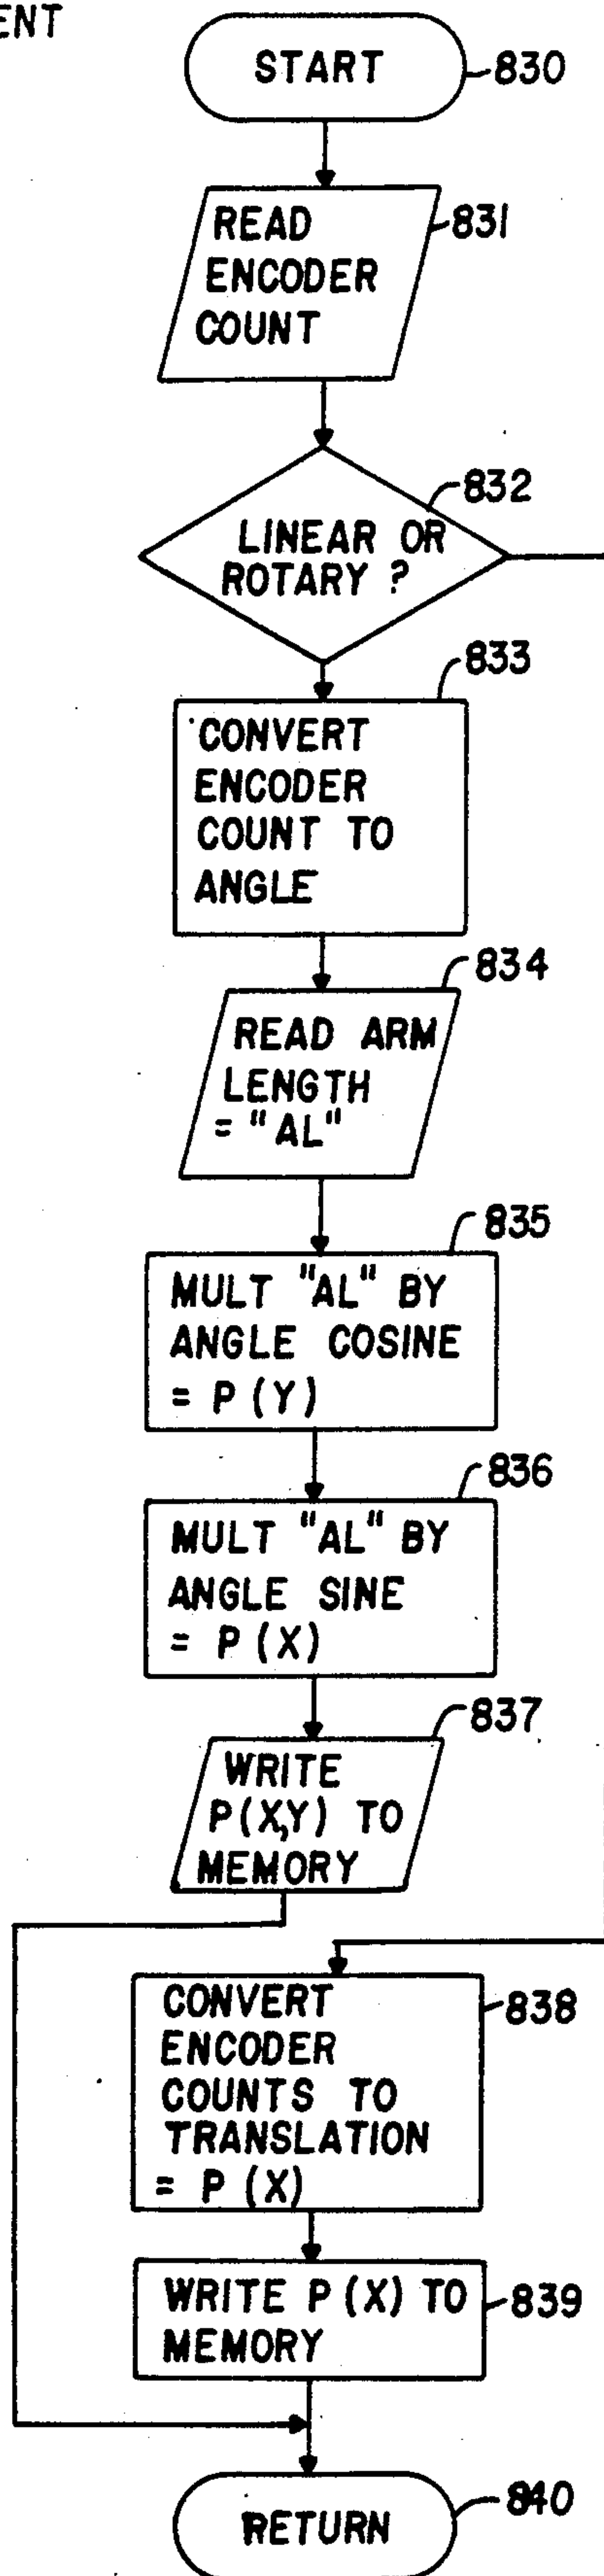 ENT
START
830
READ
ENCODER
COUNT
831
832
LINEAR OR
ROTARY ?
833
CONVERT
ENCODER
COUNT TO
ANGLE
834
READ ARM
LENGTH
= "AL"
835
MULT "AL" BY
ANGLE COSINE
= P (Y)
836
MULT "AL" BY
ANGLE SINE
= P (X)
837
WRITE
P(X,Y) TO
MEMORY
CONVERT
ENCODER
COUNTS TO
TRANSLATION
= P (X)
838
WRITE P (X) TO
MEMORY
839
RETURN
840